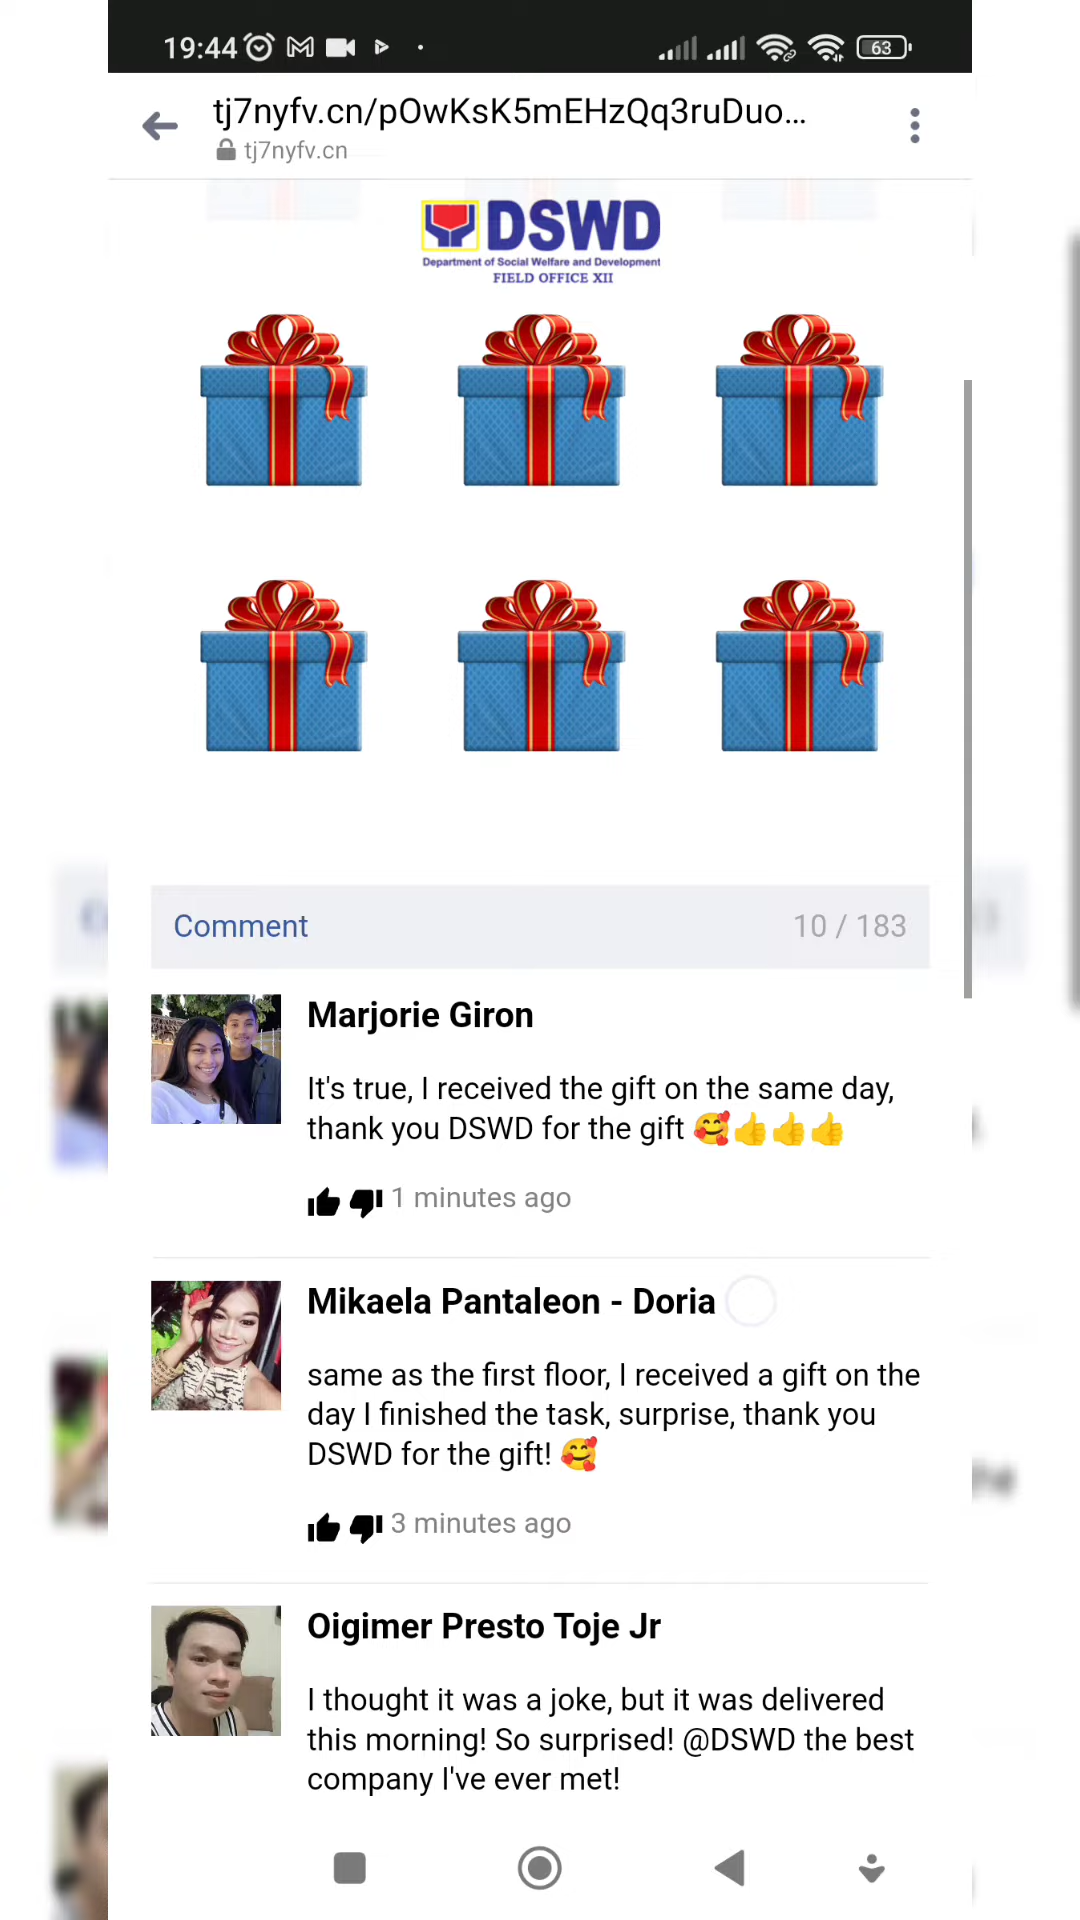 19:44
63
tj7nyfv.cn/pOwKsK5mEHzQq3ruDuo...
tj7nyfv.cn
DSWD
Department of Social Welfare and Development
FIELD OFFICE XII
Comment 10 / 183
Marjorie Giron
It's true, I received the gift on the same day,
thank you DSWD for the gift 🥰👍👍👍
1 minutes ago
Mikaela Pantaleon - Doria
same as the first floor, I received a gift on the
day I finished the task, surprise, thank you
DSWD for the gift! 🥰
3 minutes ago
Oigimer Presto Toje Jr
I thought it was a joke, but it was delivered
this morning! So surprised! @DSWD the best
company I've ever met!